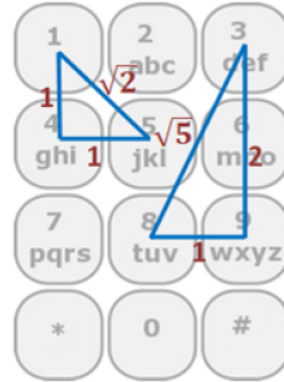 1 2 3
abc def
√2
1
4 5 6
√5
ghi 1 jkl mno 2
7 8 9
pqrs tuv 1 wxyz
* 0 #